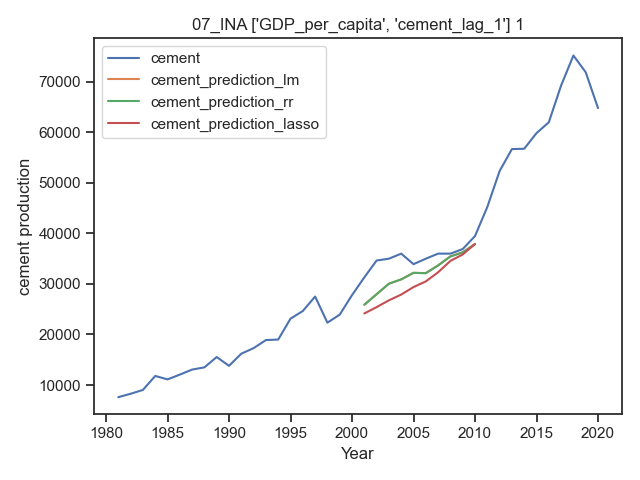 07_INA ['GDP_per_capita', 'cement_lag_1'] 1
cement
cement_prediction_lm
cement_prediction_rr
cement_prediction_lasso
cement production
70000
60000
50000
40000
30000
20000
10000
1980 1985 1990 1995 2000 2005 2010 2015 2020
Year